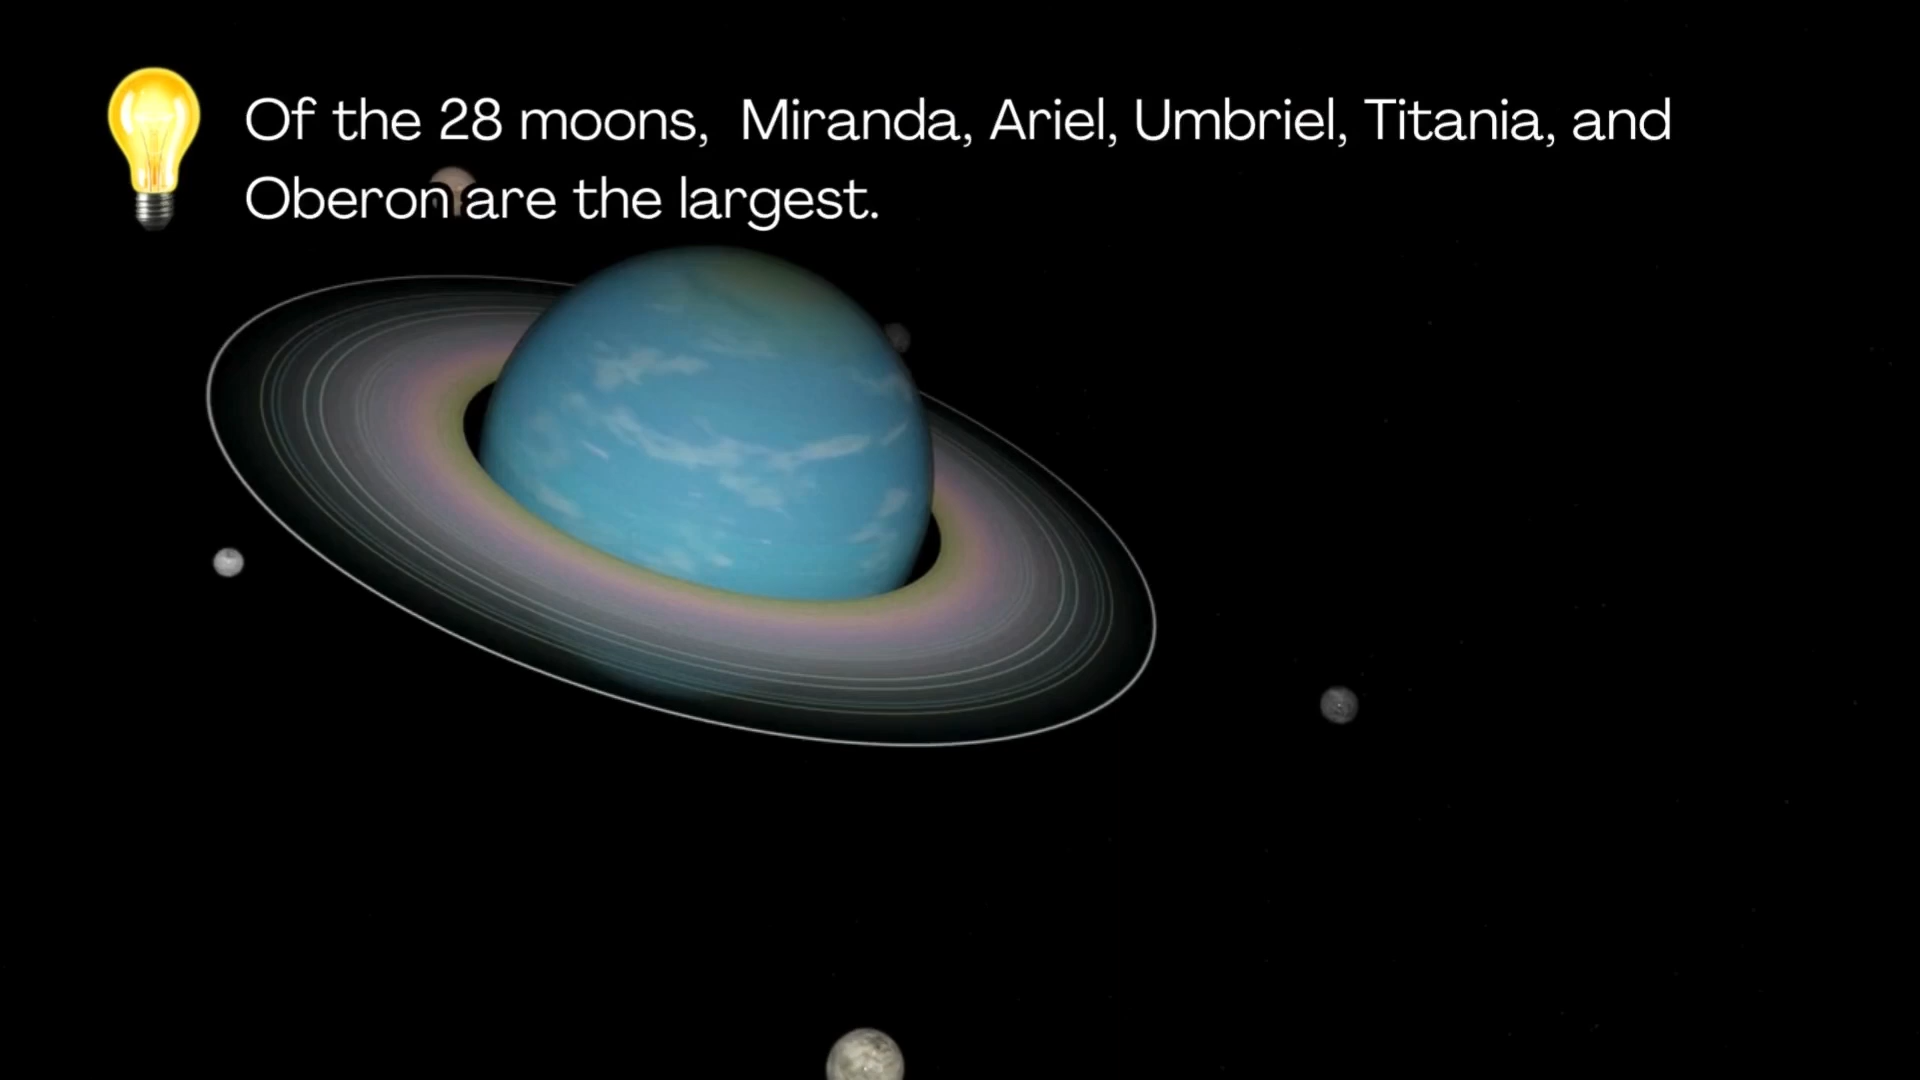 Of the 28 moons,  Miranda, Ariel, Umbriel, Titania, and
Oberon are the largest.